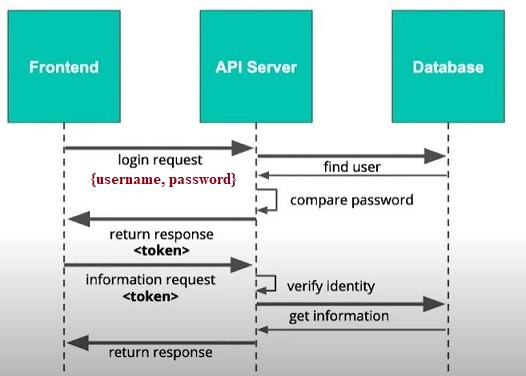 Frontend
API Server
Database
login request
{username, password}
find user
compare password
return response
<token>
information request
<token>
verify identity
get information
return response